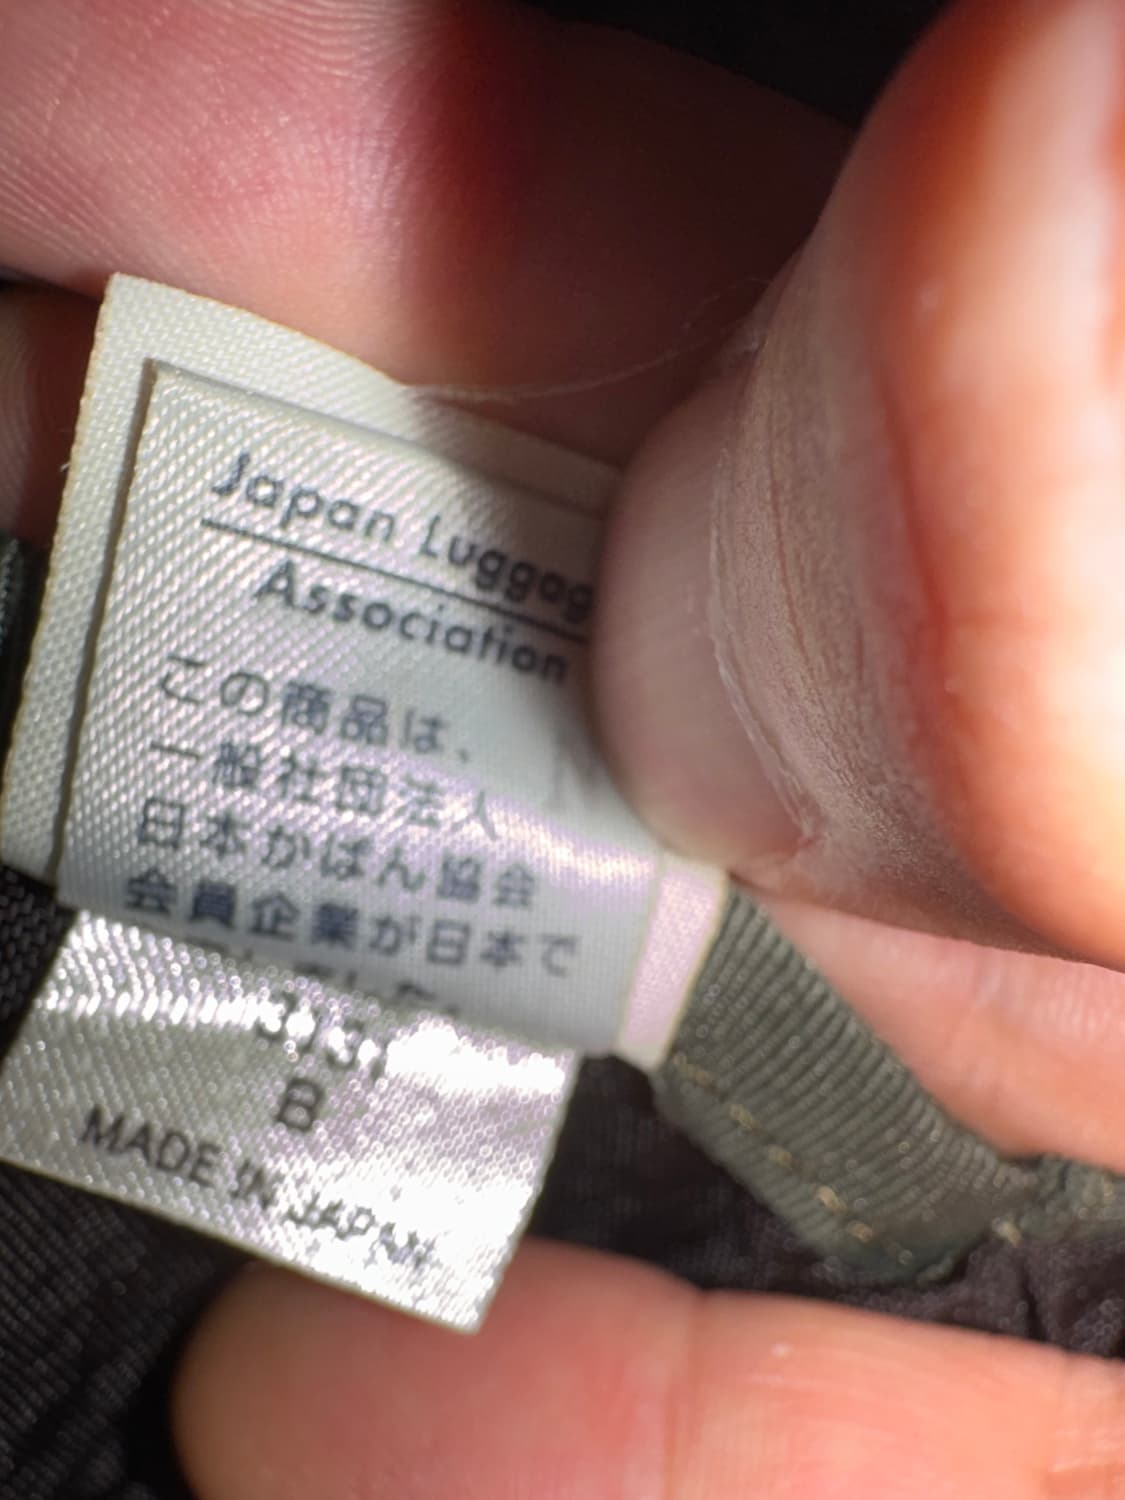 Japan Luggag
Association
この商品は、
一般社団法人
日本かばん協会
会員企業が日本で
B
MADE IN JAPAN